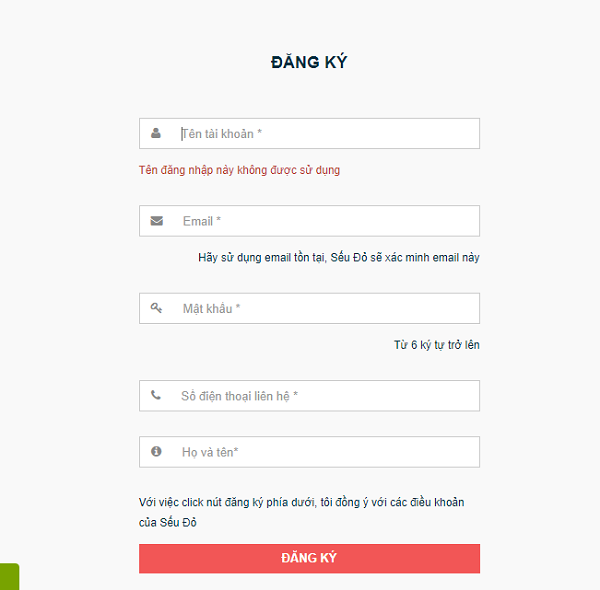 ĐĂNG KÝ
Tên tài khoản *
Tên đăng nhập này không được sử dụng
Email *
Hãy sử dụng email tồn tại, Sếu Đỏ sẽ xác minh email này
Mật khẩu *
Từ 6 ký tự trở lên
Số điện thoại liên hệ *
Họ và tên*
Với việc click nút đăng ký phía dưới, tôi đồng ý với các điều khoản
của Sếu Đỏ
ĐĂNG KÝ